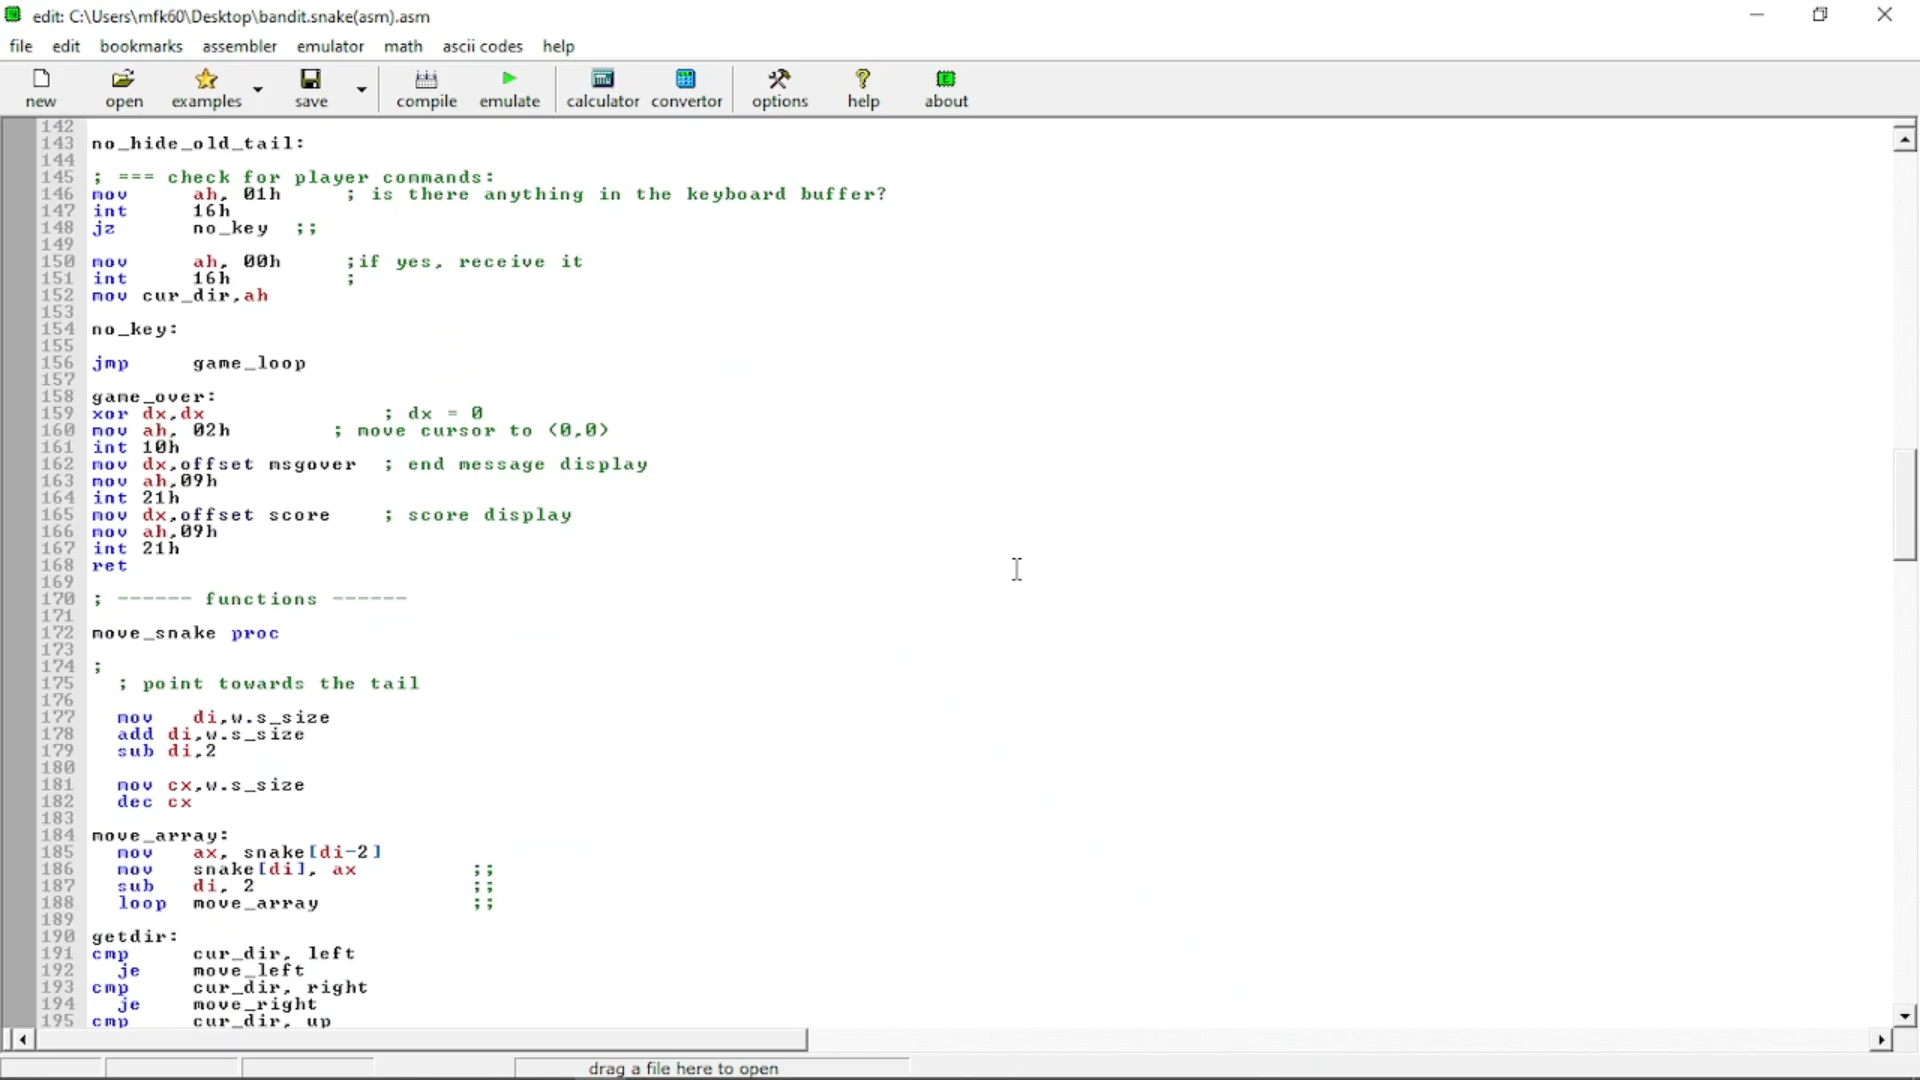 edit: C:\Users\mfk60\Desktop\bandit.snake(asm).asm
file edit bookmarks assembler emulator math ascii codes help
new open examples save compile emulate calculator convertor options help about
142
143 no_hide_old_tail:
144
145 ; === check for player commands:
146 mov ah, 01h ; is there anything in the keyboard buffer?
147 int 16h
148 jz no_key ;;
149
150 mov ah, 00h ;if yes, receive it
151 int 16h ;
152 mov cur_dir,ah
153
154 no_key:
155
156 jmp game_loop
157
158 game_over:
159 xor dx,dx ; dx = 0
160 mov ah, 02h ; move cursor to (0,0)
161 int 10h
162 mov dx,offset msgover ; end message display
163 mov ah,09h
164 int 21h
165 mov dx,offset score ; score display
166 mov ah,09h
167 int 21h
168 ret
169
170 ; ------ functions ------
171
172 move_snake proc
173
174 ;
175 ; point towards the tail
176
177 mov di,w.s_size
178 add di,w.s_size
179 sub di,2
180
181 mov cx,w.s_size
182 dec cx
183
184 move_array:
185 mov ax, snake[di-2]
186 mov snake[di], ax ;;
187 sub di, 2 ;;
188 loop move_array ;;
189
190 getdir:
191 cmp cur_dir, left
192 je move_left
193 cmp cur_dir, right
194 je move_right
195 cmp cur_dir, up
drag a file here to open